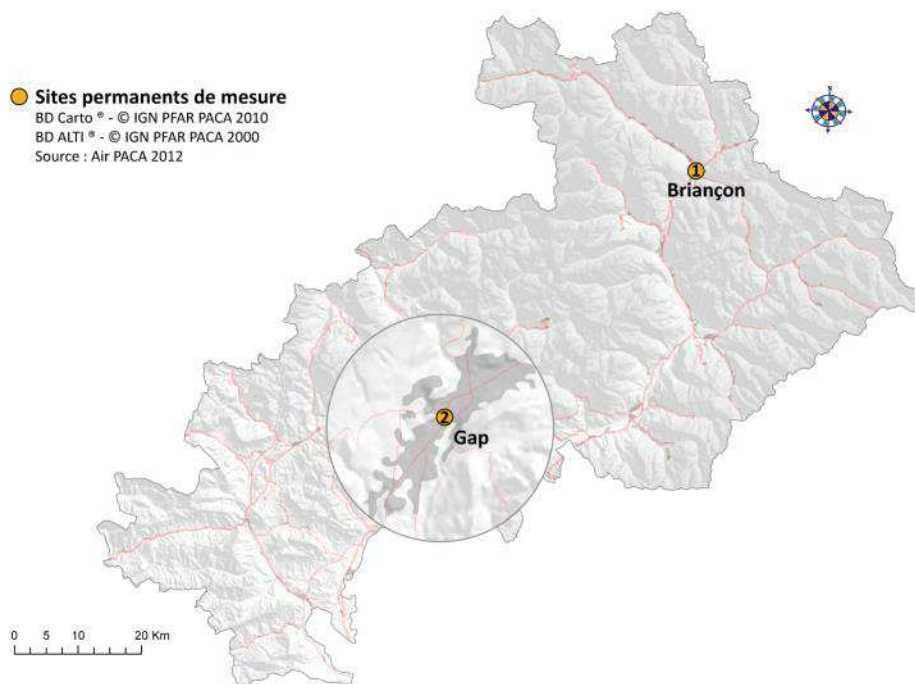 Sites permanents de mesure
BD Carto ® - © IGN PFAR PACA 2010
BD ALTI ® - © IGN PFAR PACA 2000
Source : Air PACA 2012
N
1
Briançon
2
Gap
0 5 10 20 Km